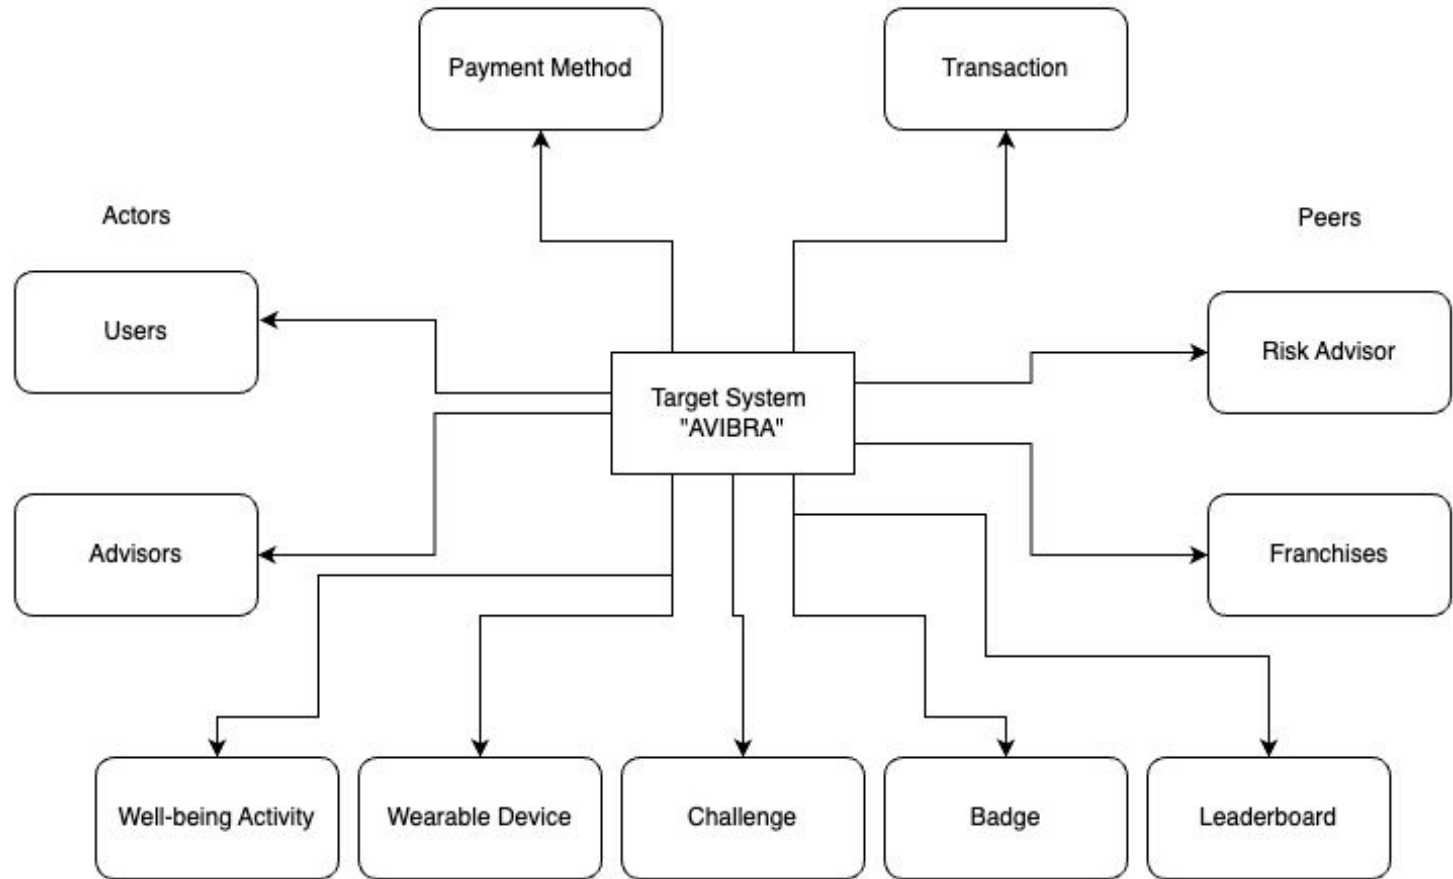 Payment Method
Transaction
Actors
Peers
Users
Risk Advisor
Target System
"AVIBRA"
Advisors
Franchises
Well-being Activity
Wearable Device
Challenge
Badge
Leaderboard